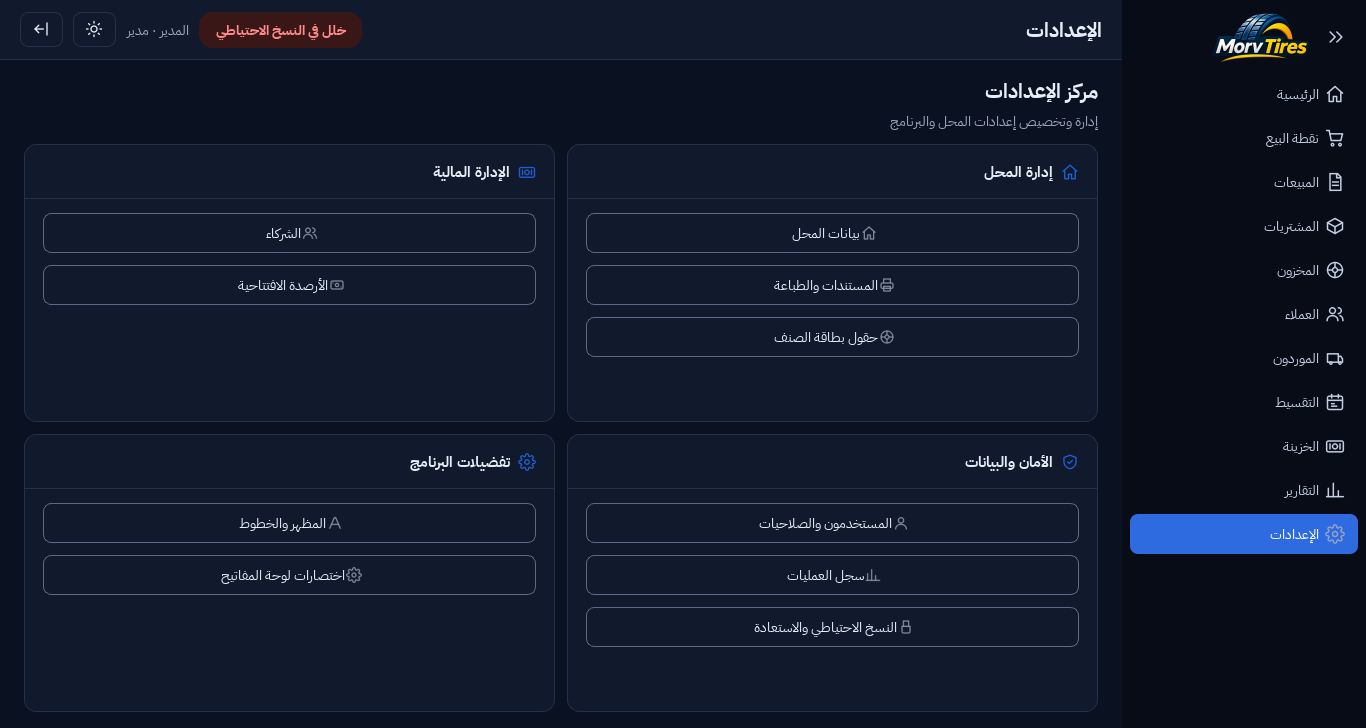 MorvTires
الرئيسية
نقطة البيع
المبيعات
المشتريات
المخزون
العملاء
الموردون
التقسيط
الخزينة
التقارير
الإعدادات
الإعدادات
خلل في النسخ الاحتياطي
المدير · مدير
مركز الإعدادات
إدارة وتخصيص إعدادات المحل والبرنامج
إدارة المحل
بيانات المحل
المستندات والطباعة
حقول بطاقة الصنف
الإدارة المالية
الشركاء
الأرصدة الافتتاحية
الأمان والبيانات
المستخدمون والصلاحيات
سجل العمليات
النسخ الاحتياطي والاستعادة
تفضيلات البرنامج
المظهر والخطوط
اختصارات لوحة المفاتيح